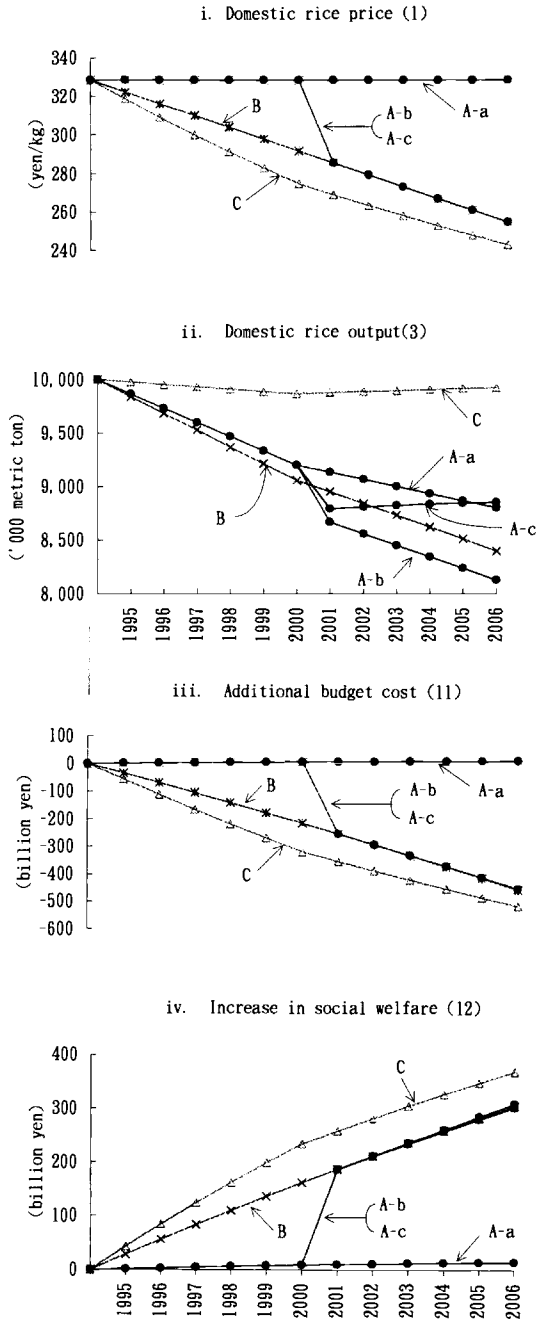 i. Domestic rice price (1)
340
320
300
280
260
240
(yen/kg)
B
A-b
A-c
A-a
C
ii. Domestic rice output(3)
10,000
9,500
9,000
8,500
8,000
('000 metric ton)
C
A-a
B
A-c
A-b
1995
1996
1997
1998
1999
2000
2001
2002
2003
2004
2005
2006
iii. Additional budget cost (11)
100
0
-100
-200
-300
-400
-500
-600
(billion yen)
B
A-b
A-c
A-a
C
iv. Increase in social welfare (12)
400
300
200
100
0
(billion yen)
C
B
A-b
A-c
A-a
1995
1996
1997
1998
1999
2000
2001
2002
2003
2004
2005
2006